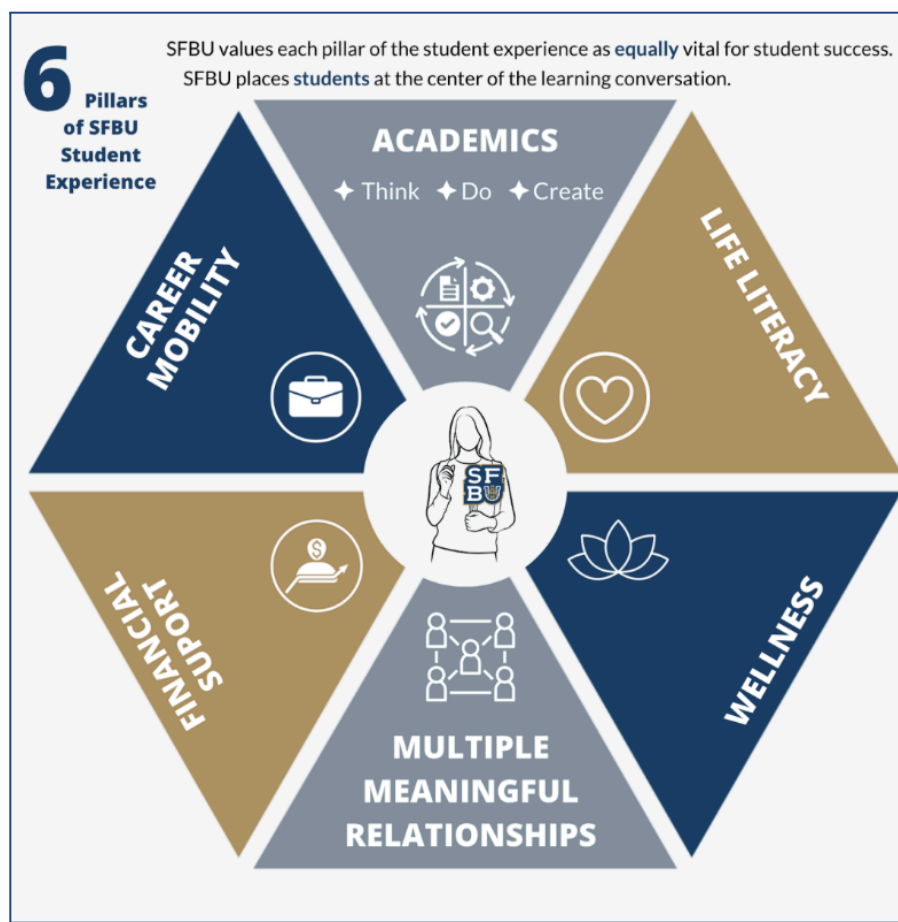 6
Pillars
of SFBU
Student
Experience
SFBU values each pillar of the student experience as equally vital for student success.
SFBU places students at the center of the learning conversation.
ACADEMICS
Think Do Create
CAREER
MOBILITY
LIFE LITERACY
SF
BU
FINANCIAL
SUPORT
WELLNESS
MULTIPLE
MEANINGFUL
RELATIONSHIPS
$